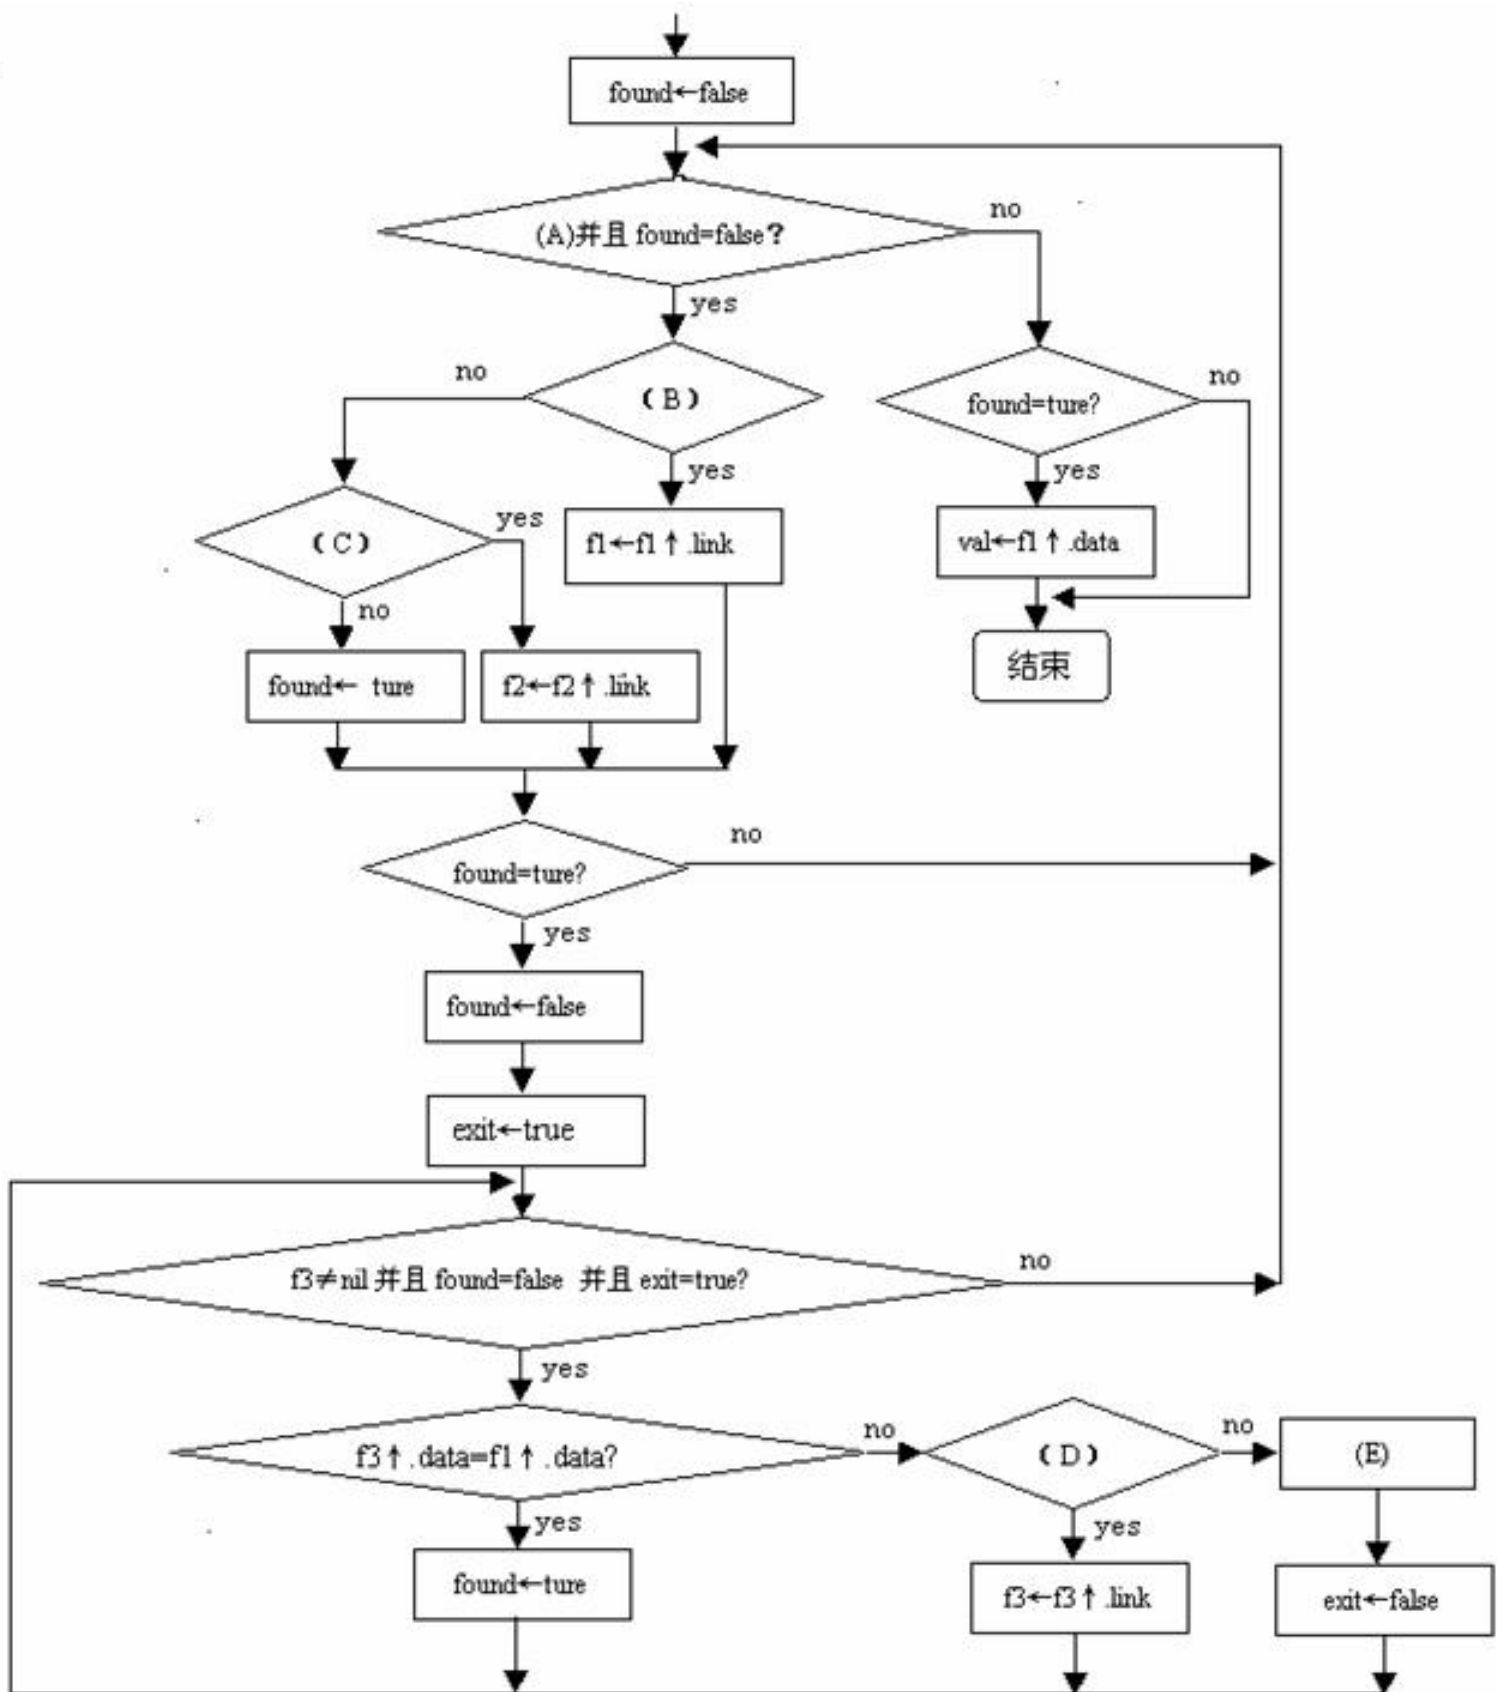 found←false
(A)并且 found=false?
no
yes
no
(B)
found=ture?
no
yes
yes
(C)
yes
f1←f1↑.link
val←f1↑.data
no
found← ture
f2←f2↑.link
结束
found=ture?
no
yes
found←false
exit←true
f3≠nil 并且 found=false 并且 exit=true?
no
yes
f3↑.data=f1↑.data?
no
(D)
no
(E)
yes
yes
found←ture
f3←f3↑.link
exit←false